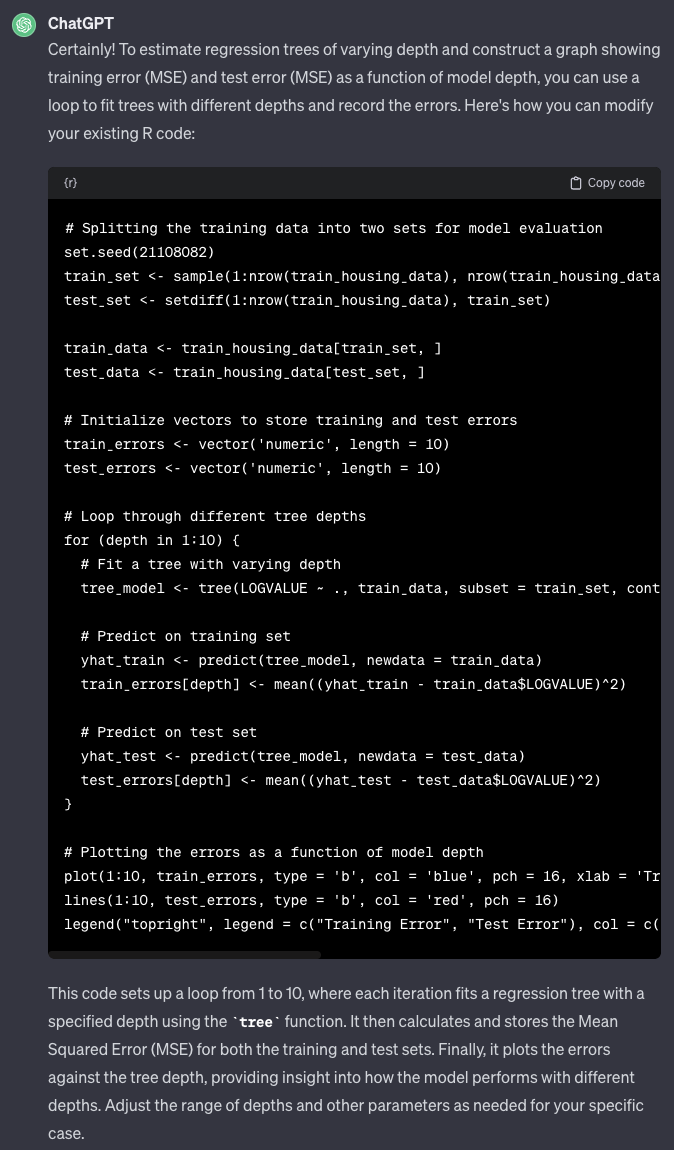 ChatGPT
Certainly! To estimate regression trees of varying depth and construct a graph showing
training error (MSE) and test error (MSE) as a function of model depth, you can use a
loop to fit trees with different depths and record the errors. Here's how you can modify
your existing R code:
{r}
Copy code
# Splitting the training data into two sets for model evaluation
set.seed(21108082)
train_set <- sample(1:nrow(train_housing_data), nrow(train_housing_data
test_set <- setdiff(1:nrow(train_housing_data), train_set)
train_data <- train_housing_data[train_set, ]
test_data <- train_housing_data[test_set, ]
# Initialize vectors to store training and test errors
train_errors <- vector('numeric', length = 10)
test_errors <- vector('numeric', length = 10)
# Loop through different tree depths
for (depth in 1:10) {
  # Fit a tree with varying depth
  tree_model <- tree(LOGVALUE ~ ., train_data, subset = train_set, cont
  # Predict on training set
  yhat_train <- predict(tree_model, newdata = train_data)
  train_errors[depth] <- mean((yhat_train - train_data$LOGVALUE)^2)
  # Predict on test set
  yhat_test <- predict(tree_model, newdata = test_data)
  test_errors[depth] <- mean((yhat_test - test_data$LOGVALUE)^2)
}
# Plotting the errors as a function of model depth
plot(1:10, train_errors, type = 'b', col = 'blue', pch = 16, xlab = 'Tr
lines(1:10, test_errors, type = 'b', col = 'red', pch = 16)
legend("topright", legend = c("Training Error", "Test Error"), col = c(
This code sets up a loop from 1 to 10, where each iteration fits a regression tree with a
specified depth using the `tree` function. It then calculates and stores the Mean
Squared Error (MSE) for both the training and test sets. Finally, it plots the errors
against the tree depth, providing insight into how the model performs with different
depths. Adjust the range of depths and other parameters as needed for your specific
case.